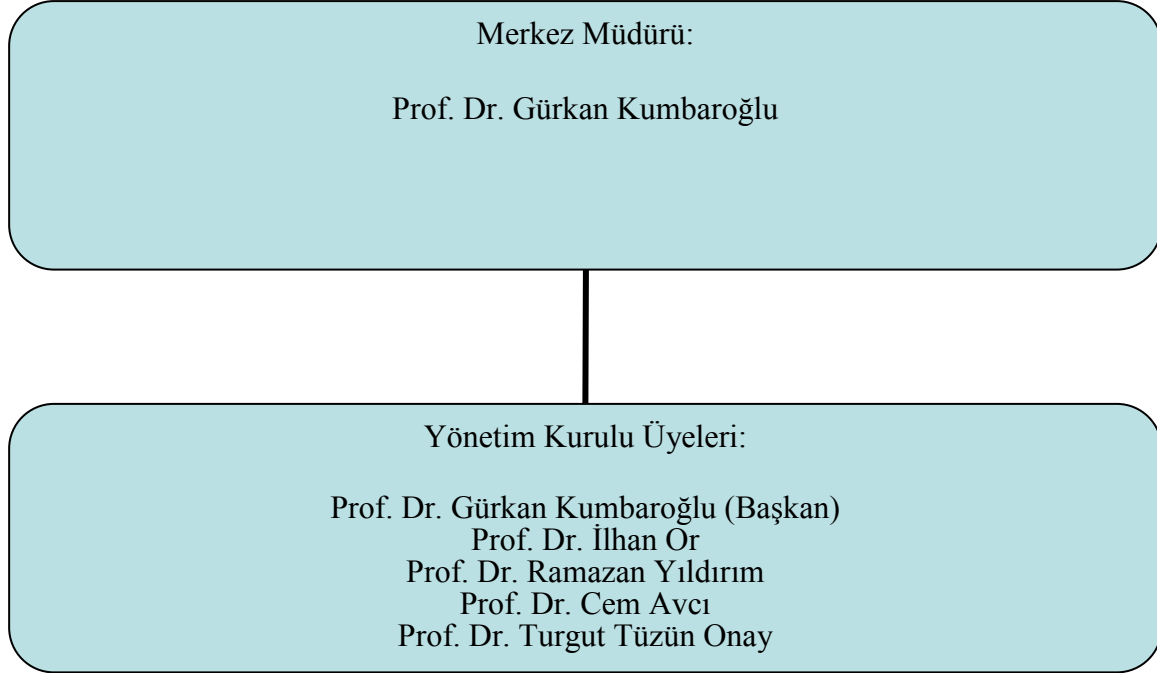 Merkez Müdürü:
Prof. Dr. Gürkan Kumbaroğlu
Yönetim Kurulu Üyeleri:
Prof. Dr. Gürkan Kumbaroğlu (Başkan)
Prof. Dr. İlhan Or
Prof. Dr. Ramazan Yıldırım
Prof. Dr. Cem Avcı
Prof. Dr. Turgut Tüzün Onay